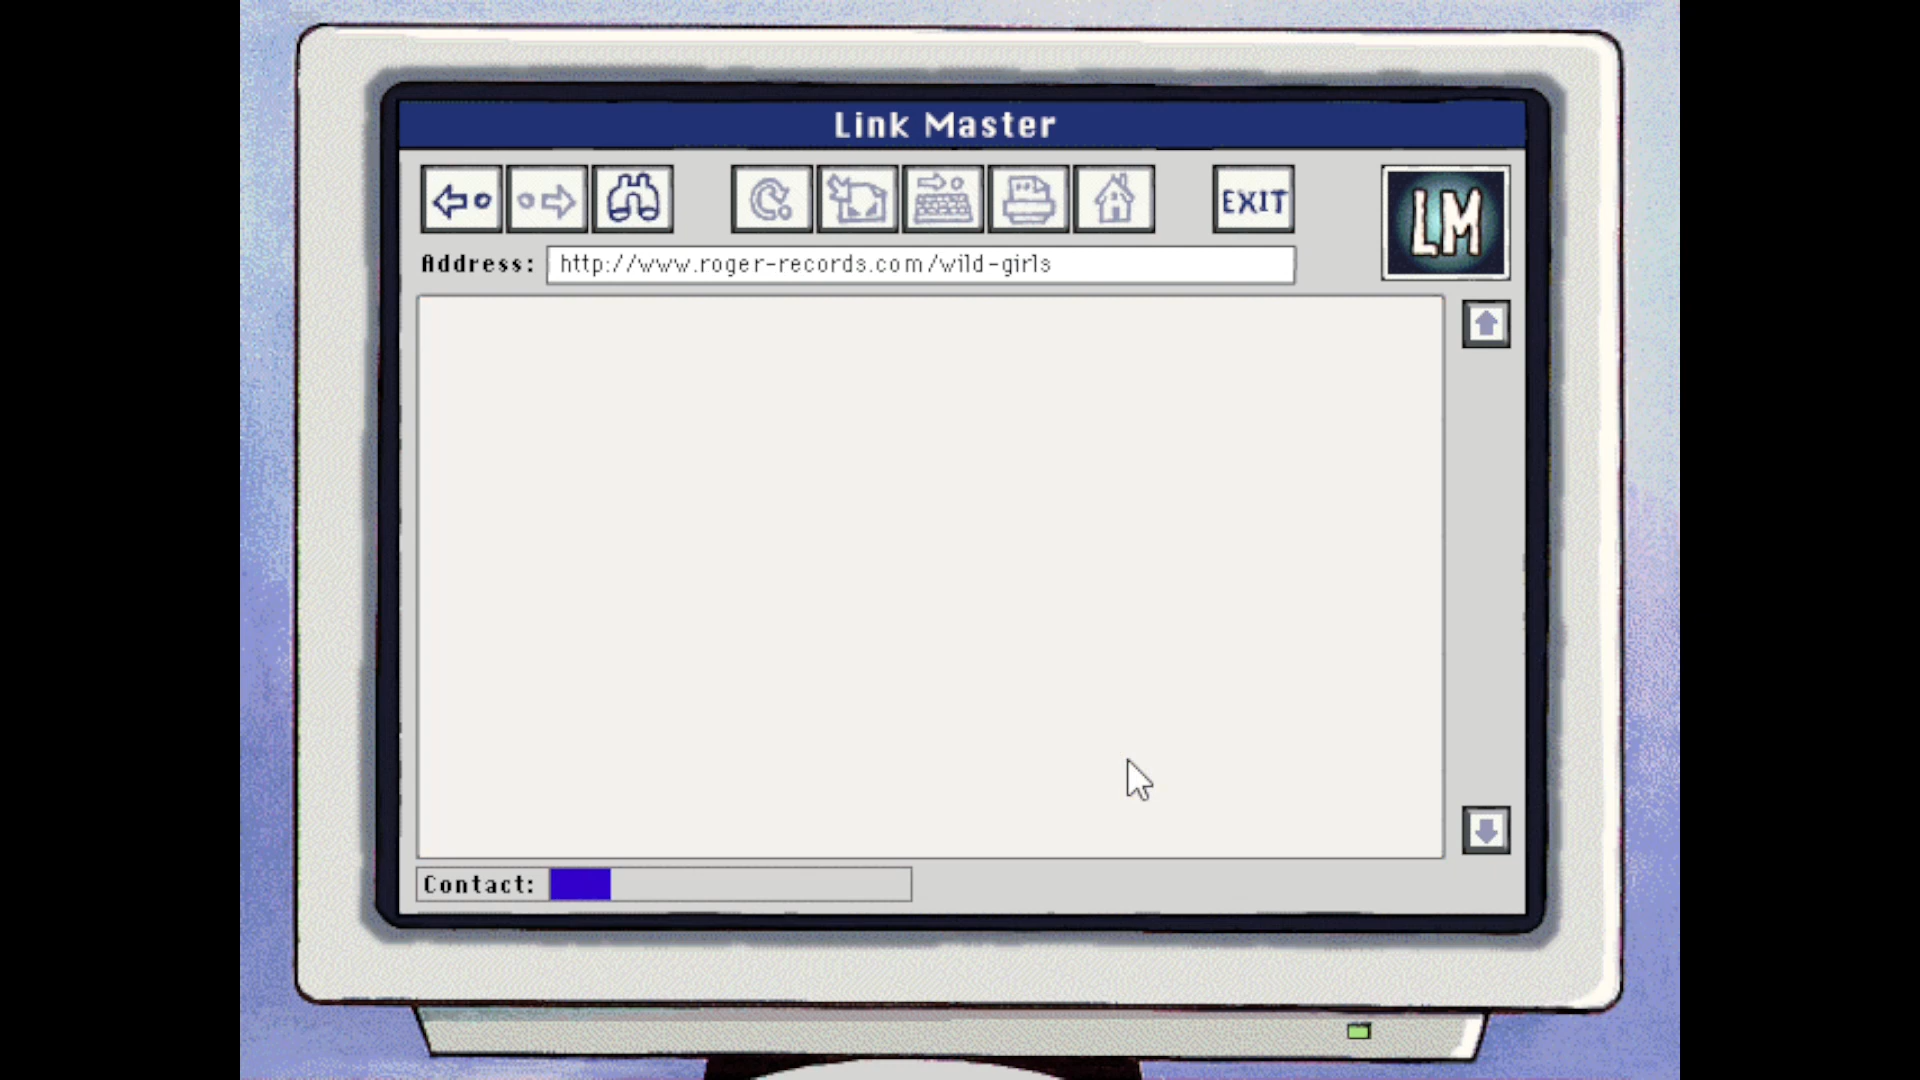 Link Master
EXIT
LM
Address: http://www.roger-records.com/wild-girls
Contact: